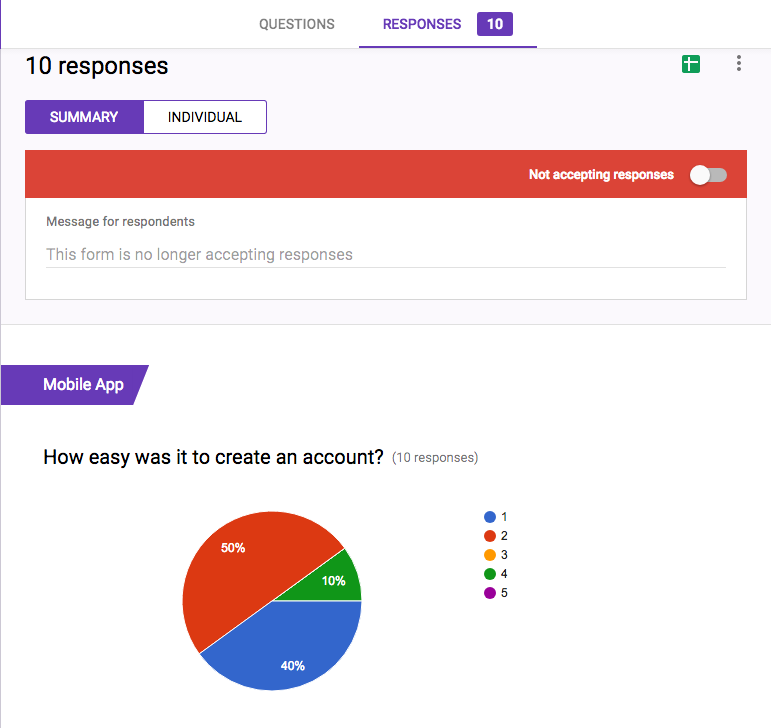 QUESTIONS RESPONSES 10
10 responses
SUMMARY INDIVIDUAL
Not accepting responses
Message for respondents
This form is no longer accepting responses
Mobile App
How easy was it to create an account? (10 responses)
50%
10%
40%
1
2
3
4
5